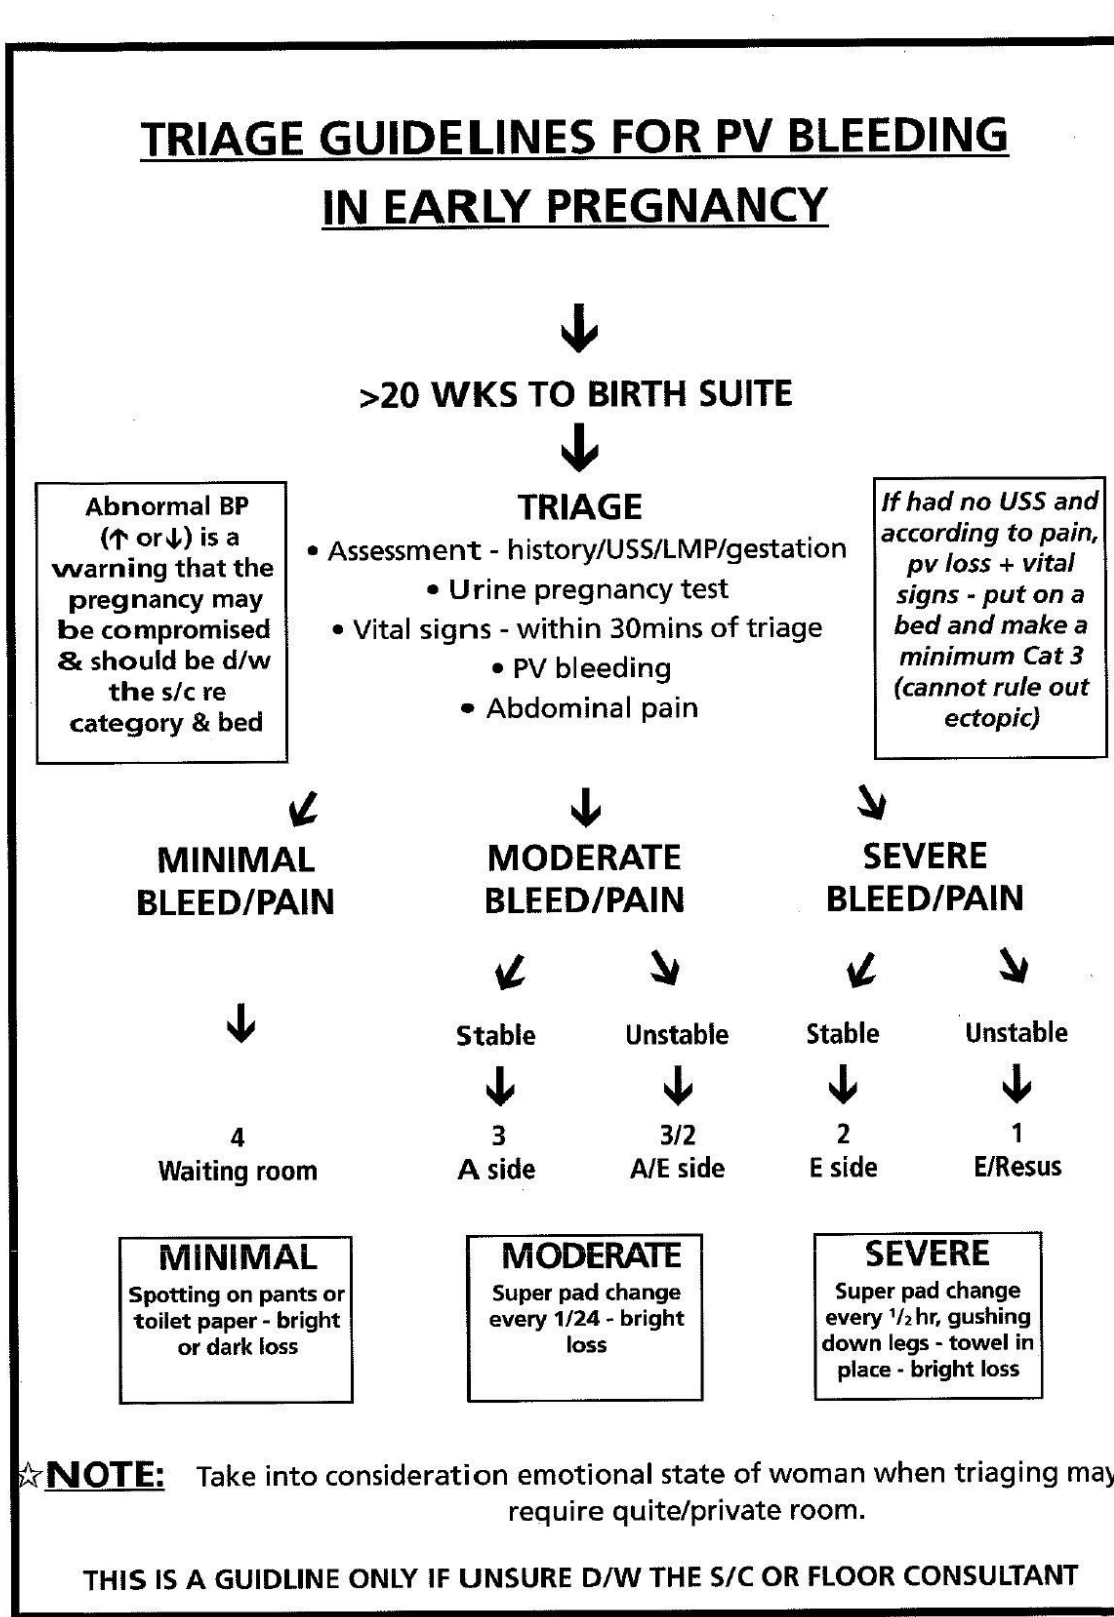 TRIAGE GUIDELINES FOR PV BLEEDING
IN EARLY PREGNANCY
>20 WKS TO BIRTH SUITE
Abnormal BP
(↑ or↓) is a
warning that the
pregnancy may
be compromised
& should be d/w
the s/c re
category & bed
TRIAGE
• Assessment - history/USS/LMP/gestation
• Urine pregnancy test
• Vital signs - within 30mins of triage
• PV bleeding
• Abdominal pain
If had no USS and
according to pain,
pv loss + vital
signs - put on a
bed and make a
minimum Cat 3
(cannot rule out
ectopic)
MINIMAL
BLEED/PAIN
MODERATE
BLEED/PAIN
SEVERE
BLEED/PAIN
Stable
Unstable
Stable
Unstable
4
Waiting room
3
A side
3/2
A/E side
2
E side
1
E/Resus
MINIMAL
Spotting on pants or
toilet paper - bright
or dark loss
MODERATE
Super pad change
every 1/24 - bright
loss
SEVERE
Super pad change
every 1/2 hr, gushing
down legs - towel in
place - bright loss
☆NOTE: Take into consideration emotional state of woman when triaging may
require quite/private room.
THIS IS A GUIDLINE ONLY IF UNSURE D/W THE S/C OR FLOOR CONSULTANT